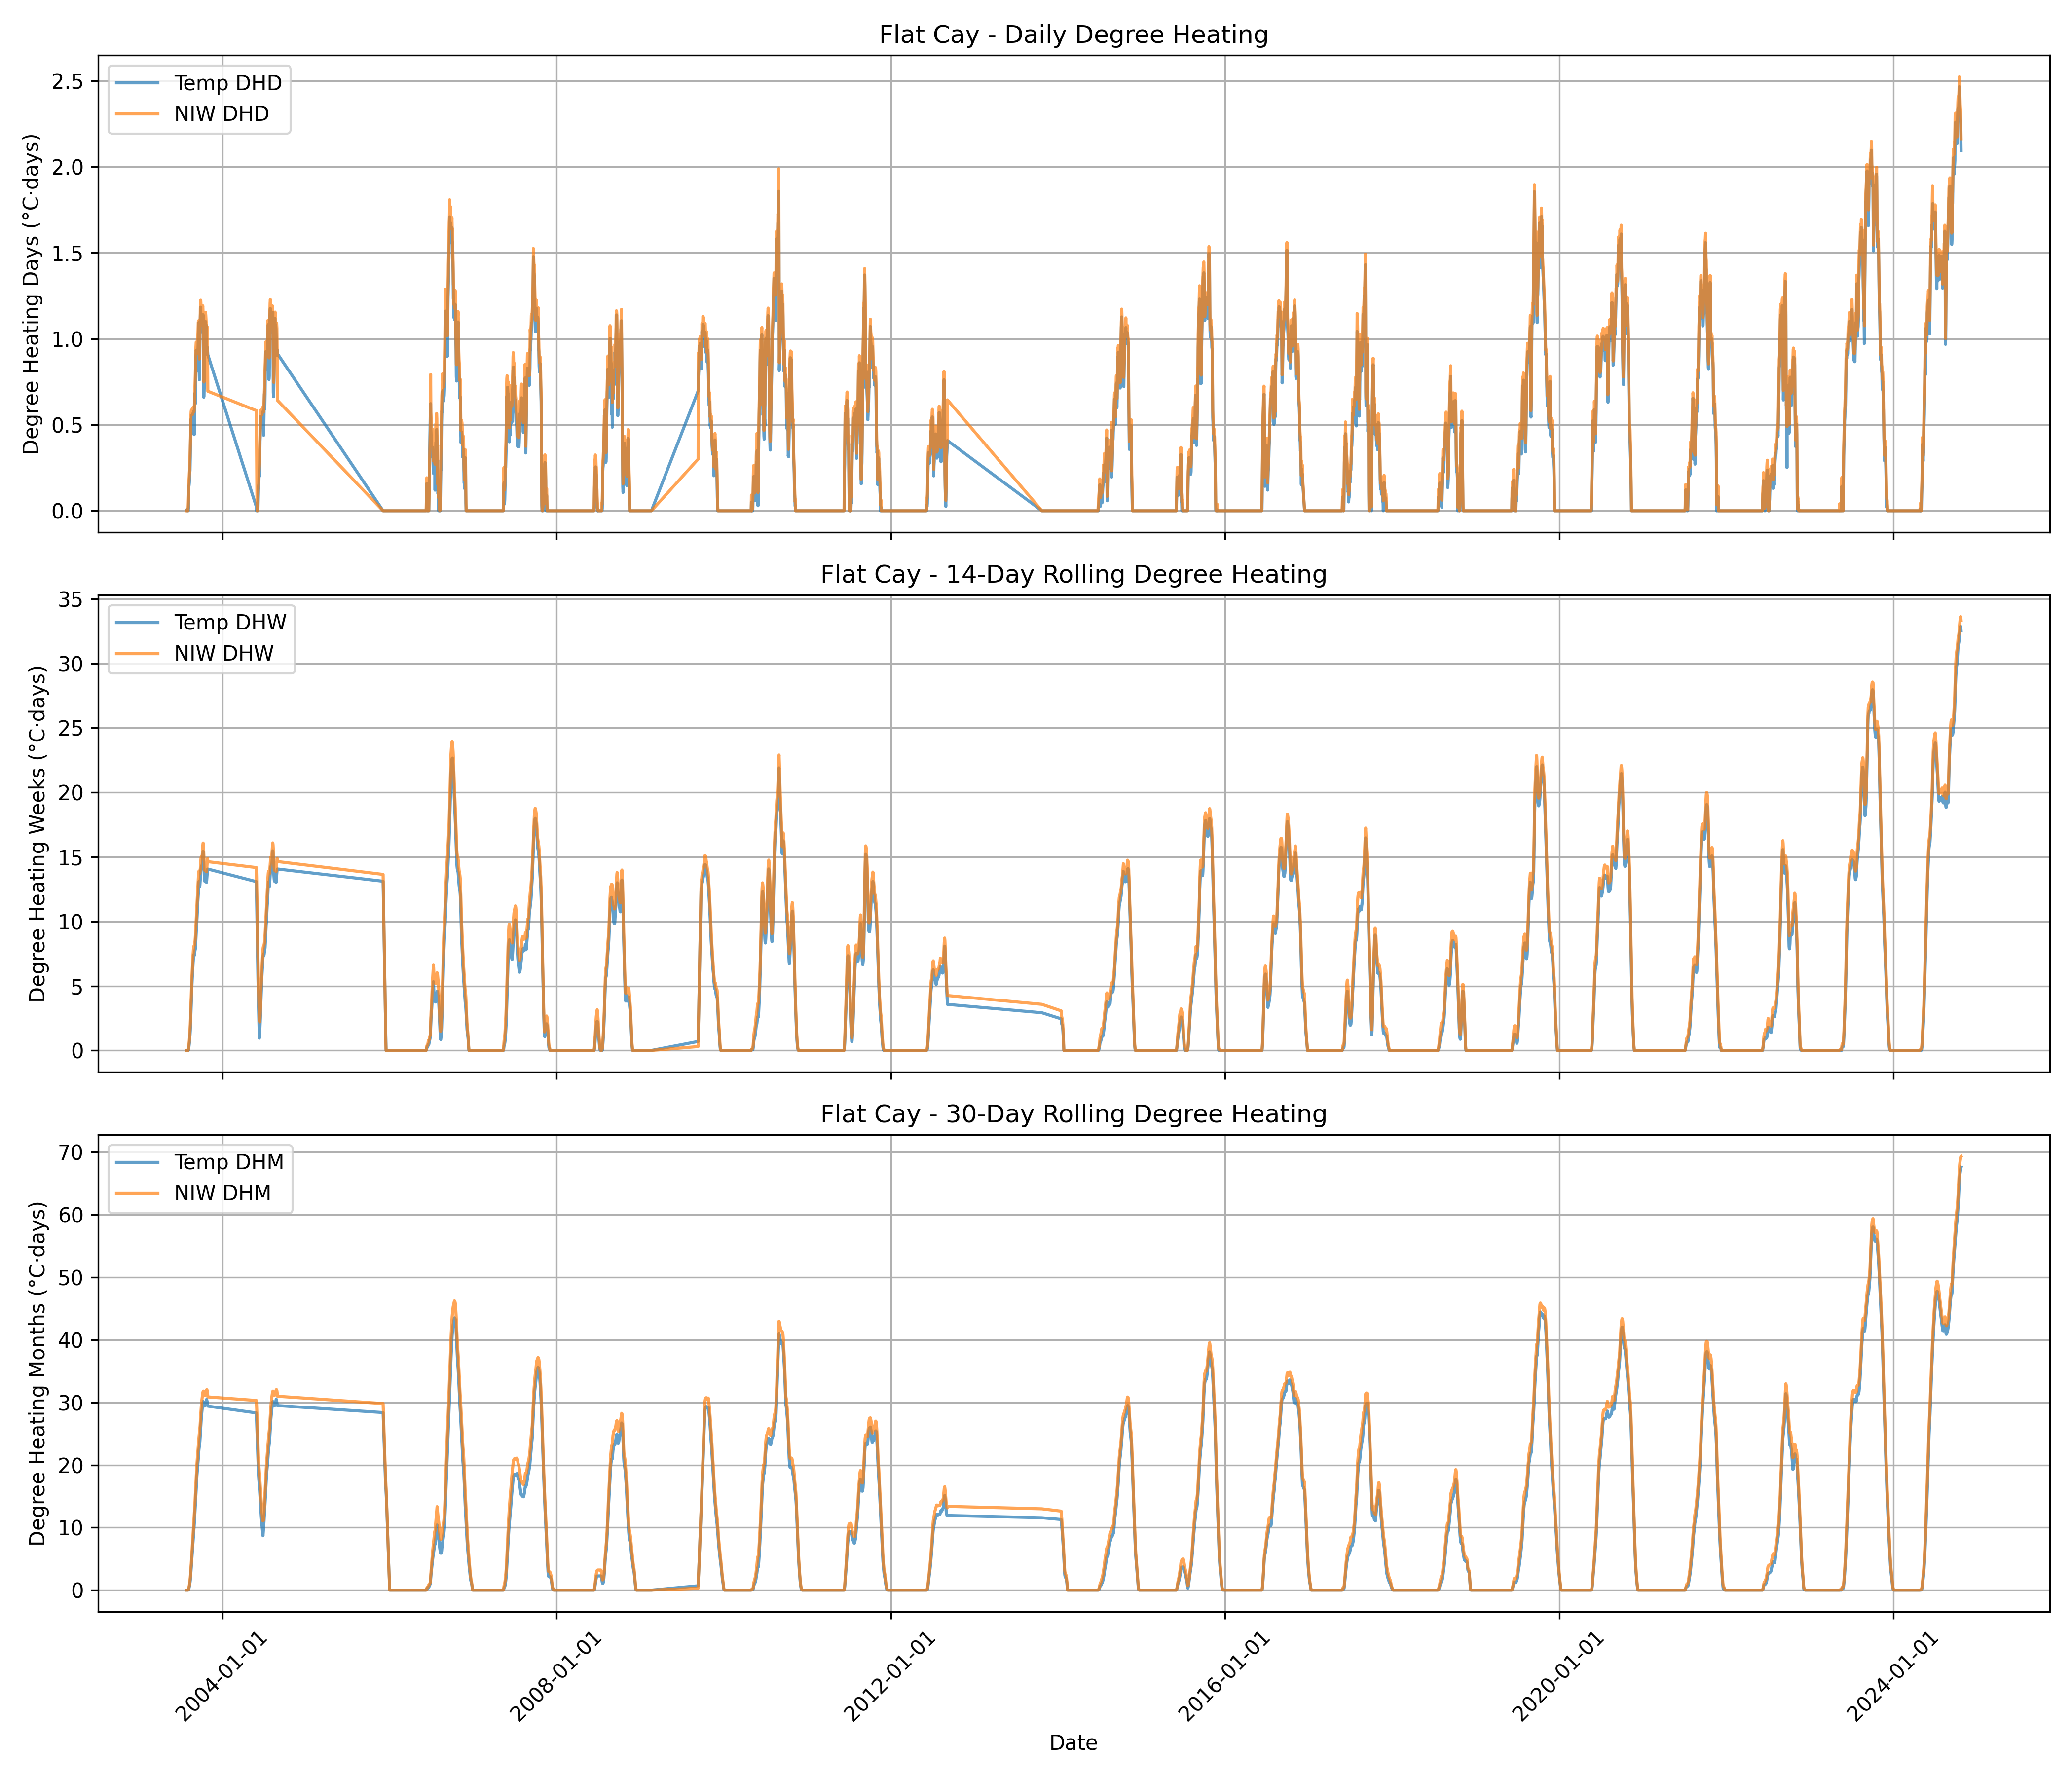 Flat Cay - Daily Degree Heating
Degree Heating Days (°C·days)
2.5
2.0
1.5
1.0
0.5
0.0
Temp DHD
NIW DHD
Flat Cay - 14-Day Rolling Degree Heating
Degree Heating Weeks (°C·days)
35
30
25
20
15
10
5
0
Temp DHW
NIW DHW
Flat Cay - 30-Day Rolling Degree Heating
Degree Heating Months (°C·days)
70
60
50
40
30
20
10
0
Temp DHM
NIW DHM
2004-01-01
2008-01-01
2012-01-01
2016-01-01
2020-01-01
2024-01-01
Date